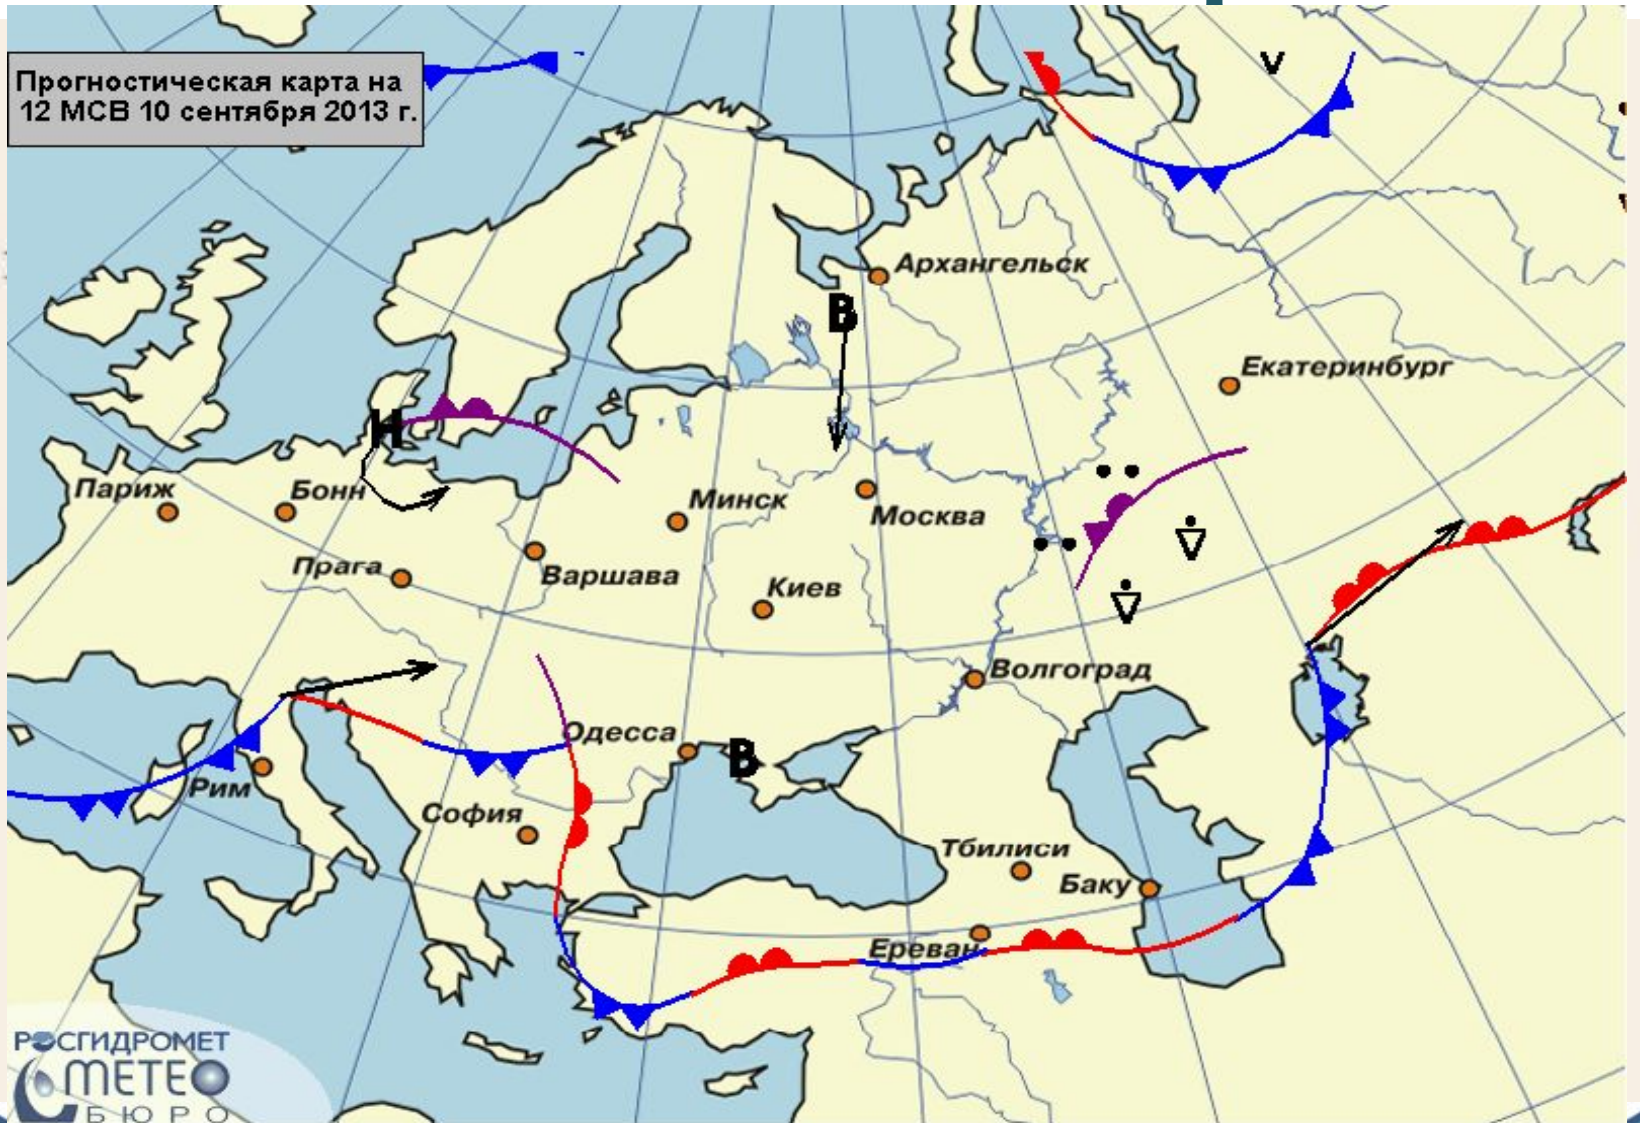 Прогностическая карта на
12 МСВ 10 сентября 2013 г.
Архангельск
В
Екатеринбург
Н
Париж
Бонн
Минск
Москва
Прага
Варшава
Киев
Волгоград
Одесса
В
Рим
София
Тбилиси
Баку
Ереван
РОСГИДРОМЕТ
МЕТЕО
БЮРО